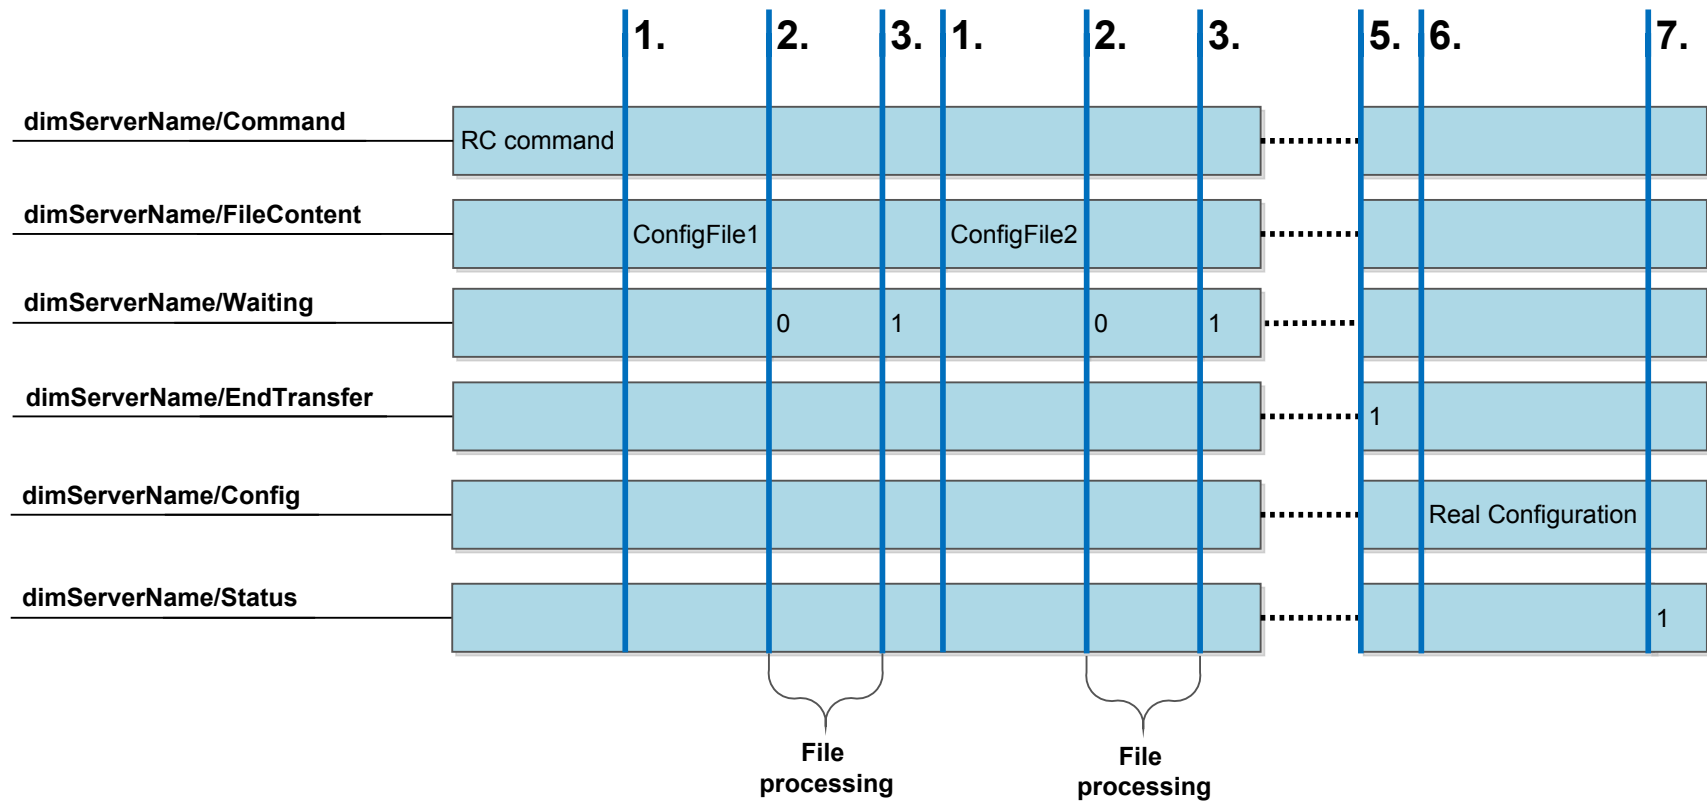 1. 2. 3. 1. 2. 3. 5. 6. 7.
dimServerName/Command
RC command
dimServerName/FileContent
ConfigFile1 ConfigFile2
dimServerName/Waiting
0 1 0 1
dimServerName/EndTransfer
1
dimServerName/Config
Real Configuration
dimServerName/Status
1
File
processing
File
processing